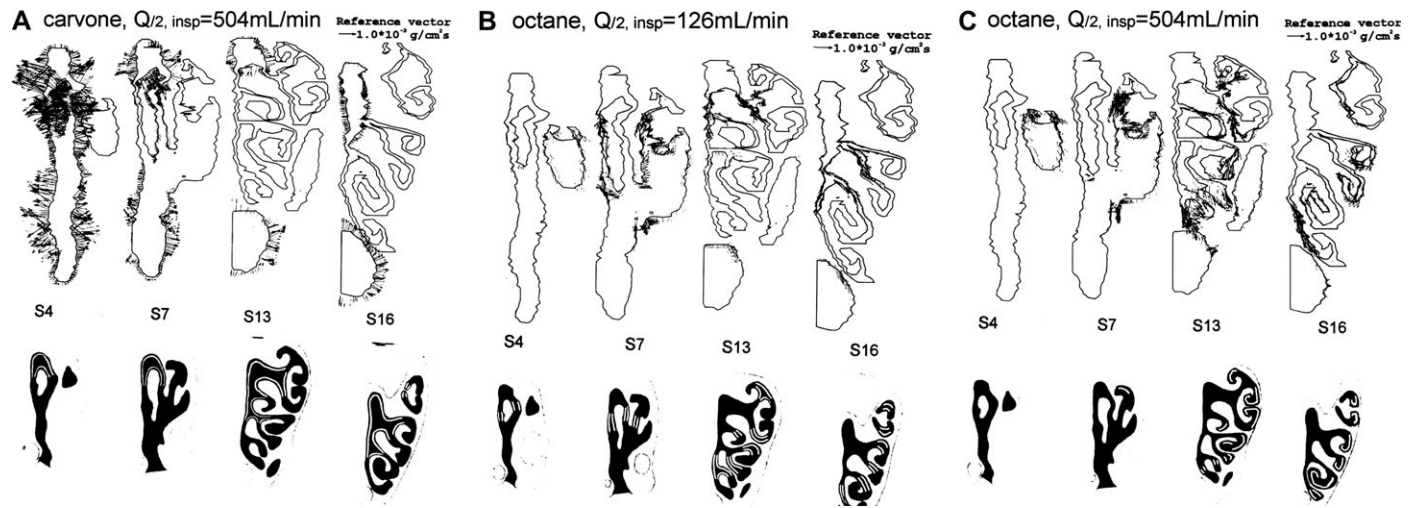 A carvone, Q/2, insp=504mL/min
Reference vector
→1.0*10⁻³ g/cm²s
S4 S7 S13 S16
B octane, Q/2, insp=126mL/min
Reference vector
→1.0*10⁻³ g/cm²s
S4 S7 S13 S16
C octane, Q/2, insp=504mL/min
Reference vector
→1.0*10⁻³ g/cm²s
S4 S7 S13 S16